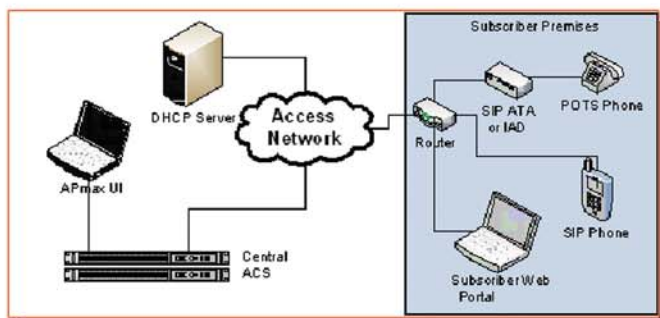 Subscriber Premises
DHCP Server
Access
Network
SIP ATA
or IAD
POTS Phone
Router
APmax UI
SIP Phone
Central
ACS
Subscriber Web
Portal